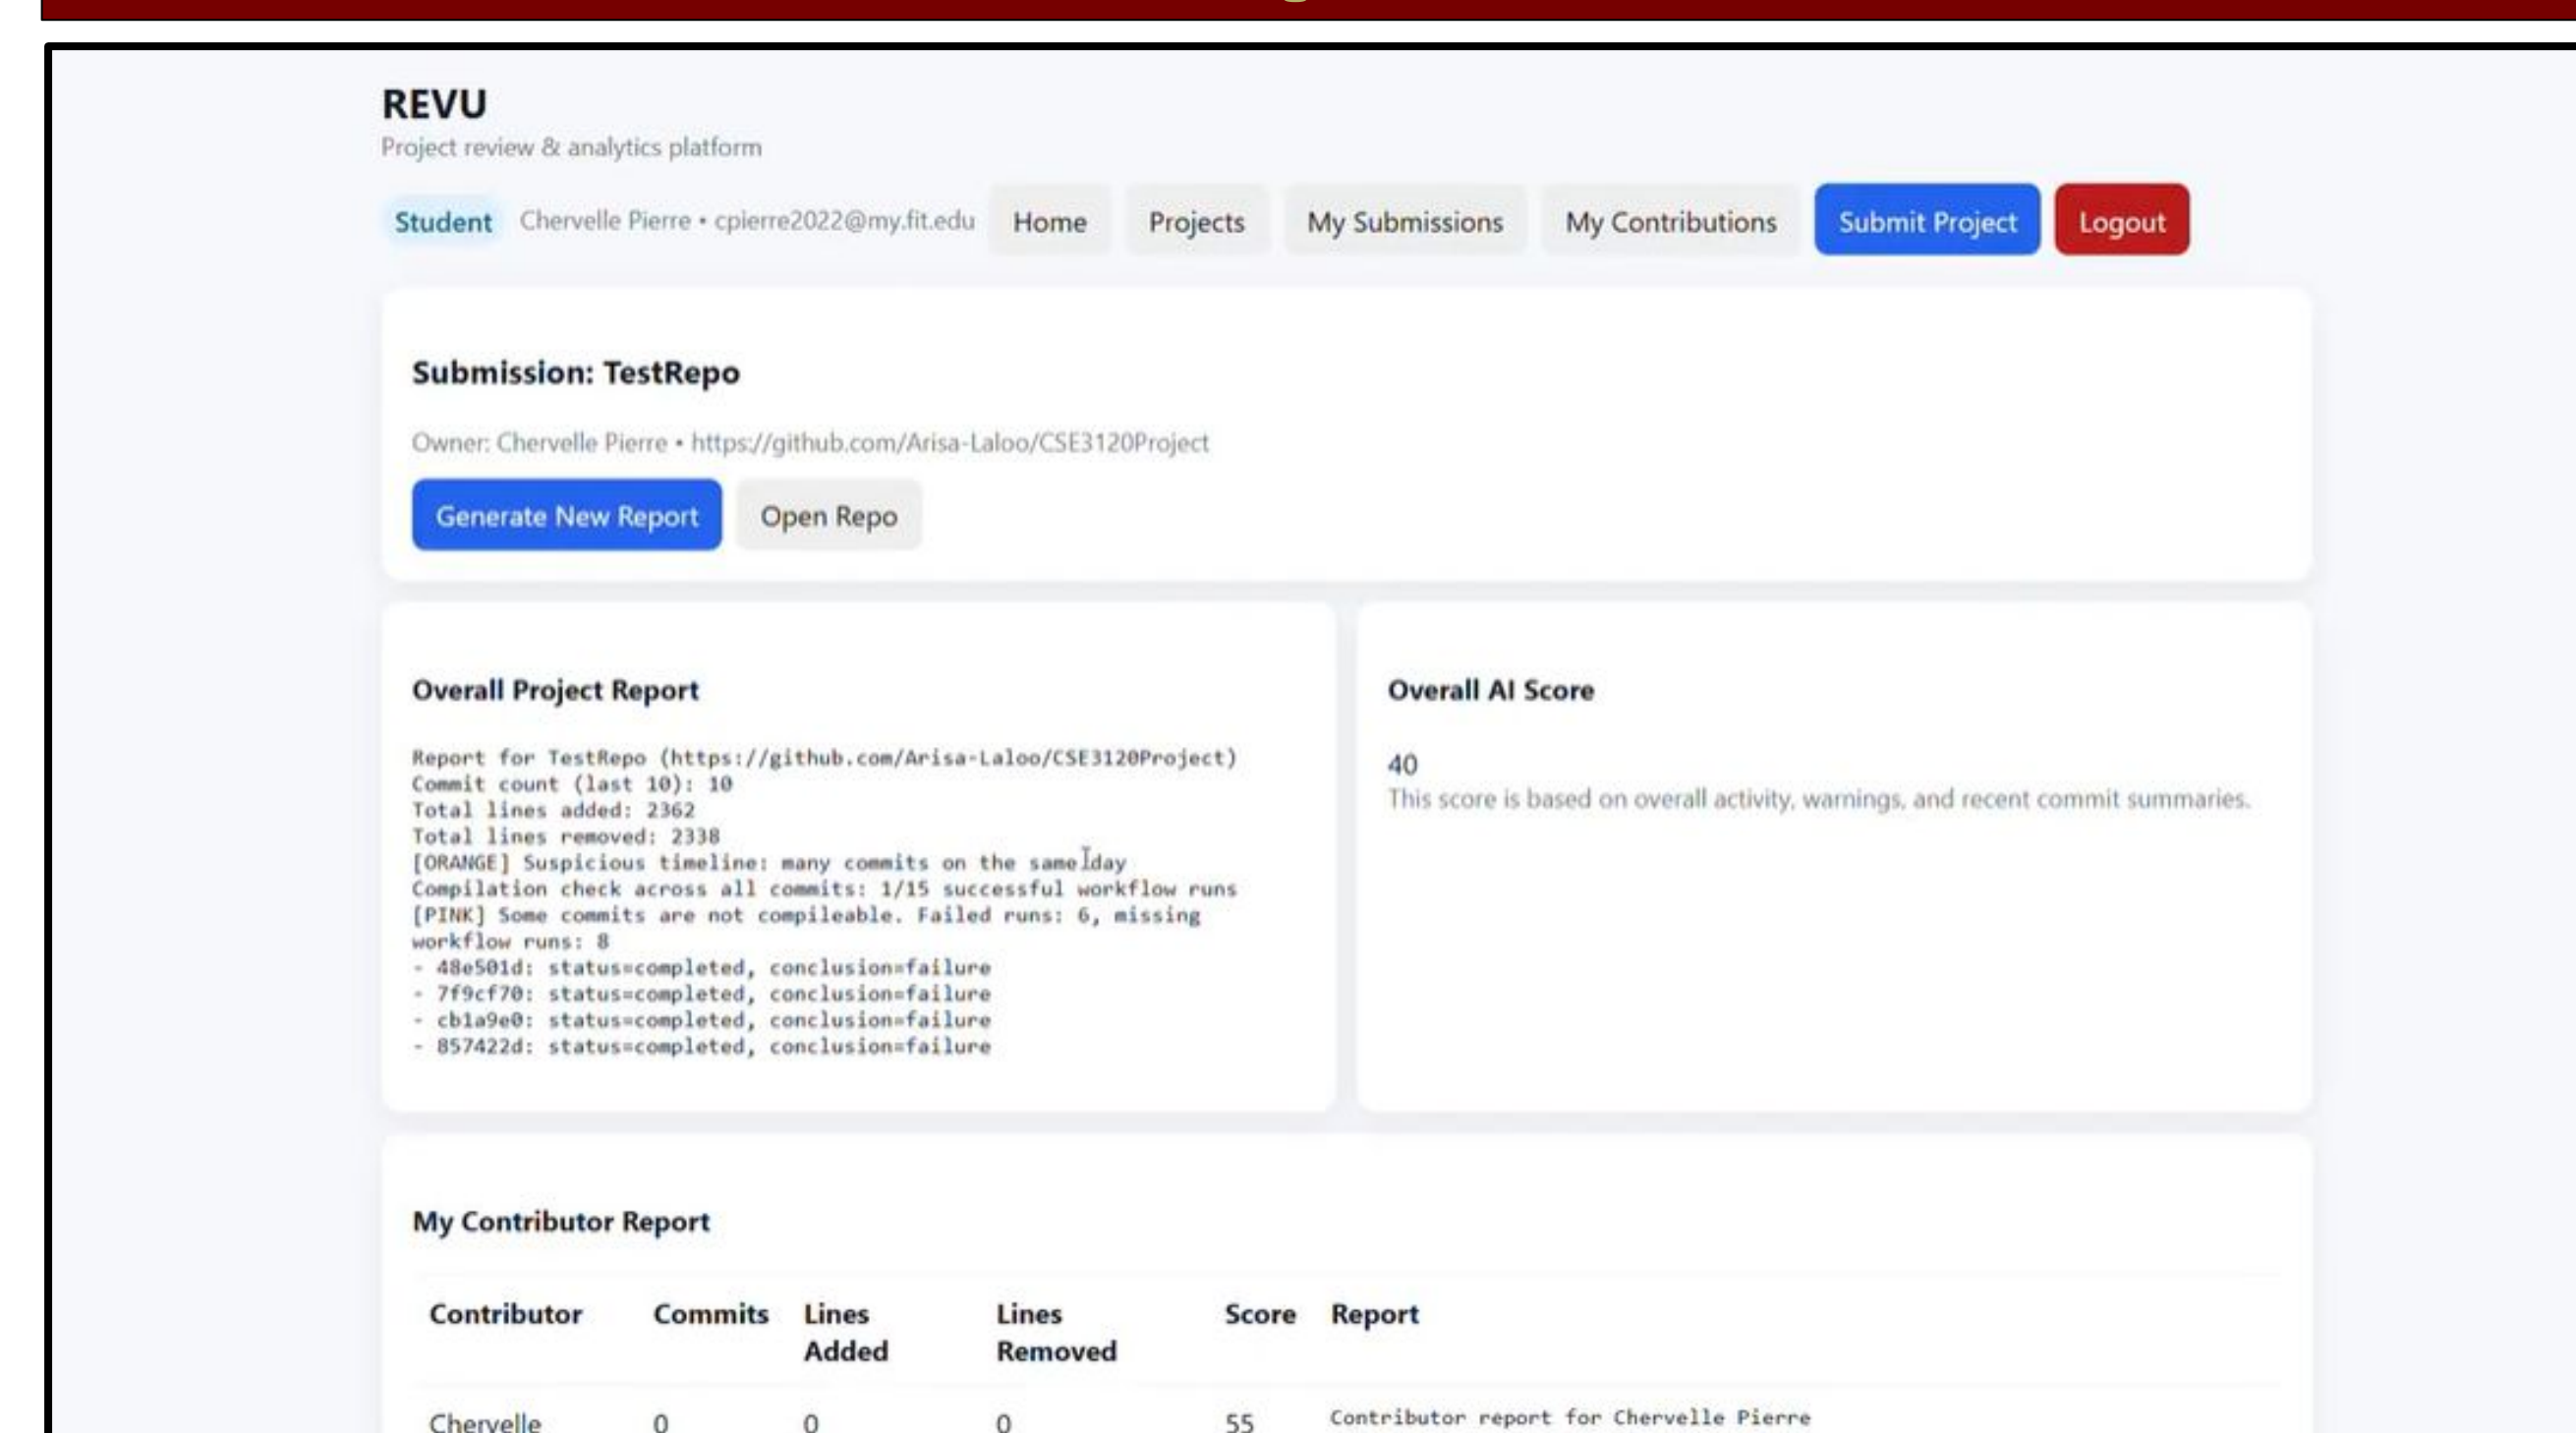 REVU
Project review & analytics platform
Student Chervelle Pierre • cpierre2022@my.fit.edu Home Projects My Submissions My Contributions Submit Project Logout
Submission: TestRepo
Owner: Chervelle Pierre • https://github.com/Arisa-Laloo/CSE3120Project
Generate New Report Open Repo
Overall Project Report
Report for TestRepo (https://github.com/Arisa-Laloo/CSE3120Project)
Commit count (last 10): 10
Total lines added: 2362
Total lines removed: 2338
[ORANGE] Suspicious timeline: many commits on the same day
Compilation check across all commits: 1/15 successful workflow runs
[PINK] Some commits are not compileable. Failed runs: 6, missing
workflow runs: 8
- 48e501d: status=completed, conclusion=failure
- 7f9cf70: status=completed, conclusion=failure
- cb1a9e0: status=completed, conclusion=failure
- 857422d: status=completed, conclusion=failure
Overall AI Score
40
This score is based on overall activity, warnings, and recent commit summaries.
My Contributor Report
Contributor Commits Lines Added Lines Removed Score Report
Chervelle 0 0 0 55 Contributor report for Chervelle Pierre